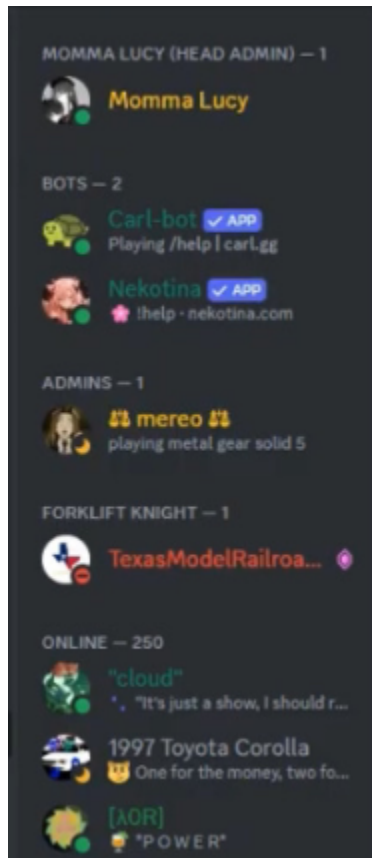 MOMMA LUCY (HEAD ADMIN) — 1
Momma Lucy
BOTS — 2
Carl-bot ✓ APP
Playing /help | carl.gg
Nekotina ✓ APP
🌸 !help · nekotina.com
ADMINS — 1
⚖️ mereo ⚖️
playing metal gear solid 5
FORKLIFT KNIGHT — 1
TexasModelRailroa...
ONLINE — 250
"cloud"
"It's just a show, I should r...
1997 Toyota Corolla
One for the money, two fo...
[λ0R]
🍹 *P O W E R*